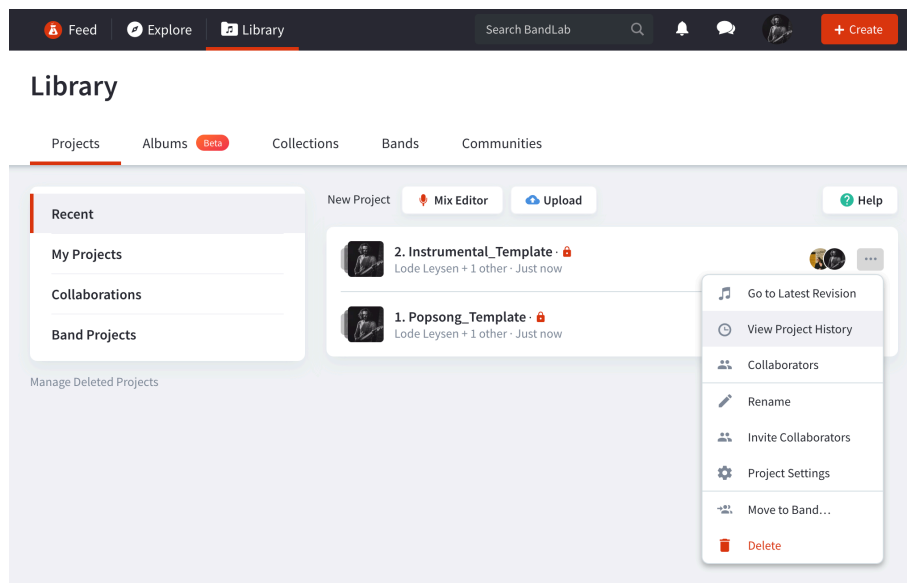 Feed Explore Library Search BandLab + Create
Library
Projects Albums Beta Collections Bands Communities
Recent
My Projects
Collaborations
Band Projects
Manage Deleted Projects
New Project Mix Editor Upload ? Help
2. Instrumental_Template ·
Lode Leysen + 1 other · Just now
1. Popsong_Template ·
Lode Leysen + 1 other · Just now
Go to Latest Revision
View Project History
Collaborators
Rename
Invite Collaborators
Project Settings
Move to Band...
Delete